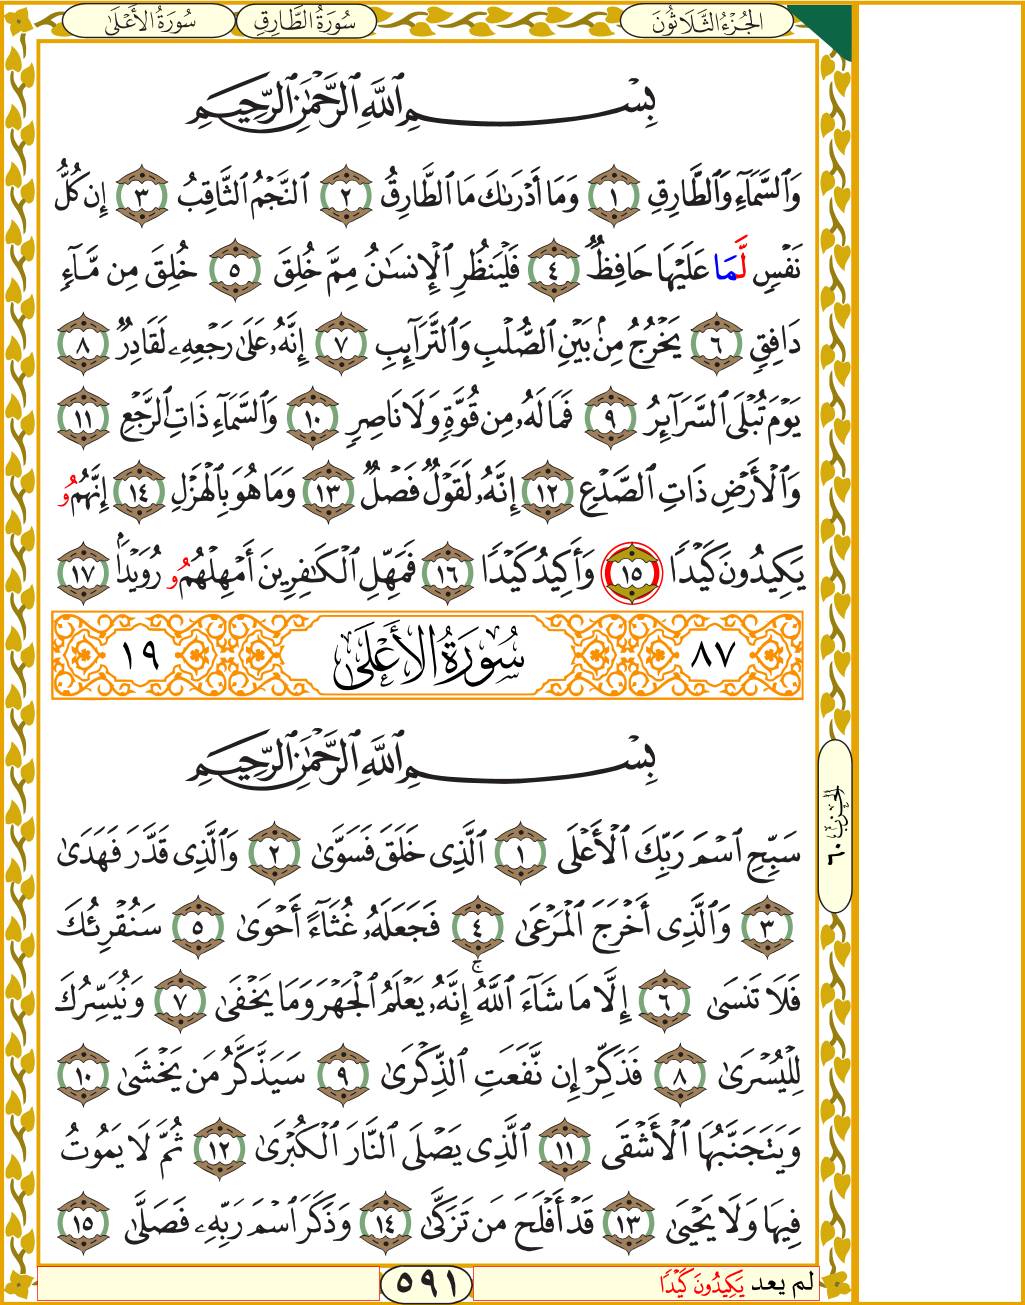 الجُزْءُ الثَّلَاثُونَ سُورَةُ الطَّارِقِ سُورَةُ الأَعْلَى
بِسْمِ ٱللَّهِ ٱلرَّحْمَٰنِ ٱلرَّحِيمِ
وَٱلسَّمَآءِ وَٱلطَّارِقِ ١ وَمَآ أَدْرَىٰكَ مَا ٱلطَّارِقُ ٢ ٱلنَّجْمُ ٱلثَّاقِبُ ٣ إِن كُلُّ
نَفْسٍ لَّمَا عَلَيْهَا حَافِظٌ ٤ فَلْيَنظُرِ ٱلْإِنسَٰنُ مِمَّ خُلِقَ ٥ خُلِقَ مِن مَّآءٍ
دَافِقٍ ٦ يَخْرُجُ مِنۢ بَيْنِ ٱلصُّلْبِ وَٱلتَّرَآئِبِ ٧ إِنَّهُۥ عَلَىٰ رَجْعِهِۦ لَقَادِرٌ ٨
يَوْمَ تُبْلَى ٱلسَّرَآئِرُ ٩ فَمَا لَهُۥ مِن قُوَّةٍ وَلَا نَاصِرٍ ١٠ وَٱلسَّمَآءِ ذَاتِ ٱلرَّجْعِ ١١
وَٱلْأَرْضِ ذَاتِ ٱلصَّدْعِ ١٢ إِنَّهُۥ لَقَوْلٌ فَصْلٌ ١٣ وَمَا هُوَ بِٱلْهَزْلِ ١٤ إِنَّهُمُو
يَكِيدُونَ كَيْدًا ١٥ وَأَكِيدُ كَيْدًا ١٦ فَمَهِّلِ ٱلْكَٰفِرِينَ أَمْهِلْهُمُو رُوَيْدًۢا ١٧
٨٧ سُورَةُ الأَعْلَى ١٩
بِسْمِ ٱللَّهِ ٱلرَّحْمَٰنِ ٱلرَّحِيمِ
سَبِّحِ ٱسْمَ رَبِّكَ ٱلْأَعْلَى ١ ٱلَّذِى خَلَقَ فَسَوَّىٰ ٢ وَٱلَّذِى قَدَّرَ فَهَدَىٰ
٣ وَٱلَّذِىٓ أَخْرَجَ ٱلْمَرْعَىٰ ٤ فَجَعَلَهُۥ غُثَآءً أَحْوَىٰ ٥ سَنُقْرِئُكَ
فَلَا تَنسَىٰٓ ٦ إِلَّا مَا شَآءَ ٱللَّهُ ۚ إِنَّهُۥ يَعْلَمُ ٱلْجَهْرَ وَمَا يَخْفَىٰ ٧ وَنُيَسِّرُكَ
لِلْيُسْرَىٰ ٨ فَذَكِّرْ إِن نَّفَعَتِ ٱلذِّكْرَىٰ ٩ سَيَذَّكَّرُ مَن يَخْشَىٰ ١٠
وَيَتَجَنَّبُهَا ٱلْأَشْقَى ١١ ٱلَّذِى يَصْلَى ٱلنَّارَ ٱلْكُبْرَىٰ ١٢ ثُمَّ لَا يَمُوتُ
فِيهَا وَلَا يَحْيَىٰ ١٣ قَدْ أَفْلَحَ مَن تَزَكَّىٰ ١٤ وَذَكَرَ ٱسْمَ رَبِّهِۦ فَصَلَّىٰ ١٥
لم يعد يَكِيدُونَ كَيْدًا ٥٩١
الحِزْبُ ٦٠